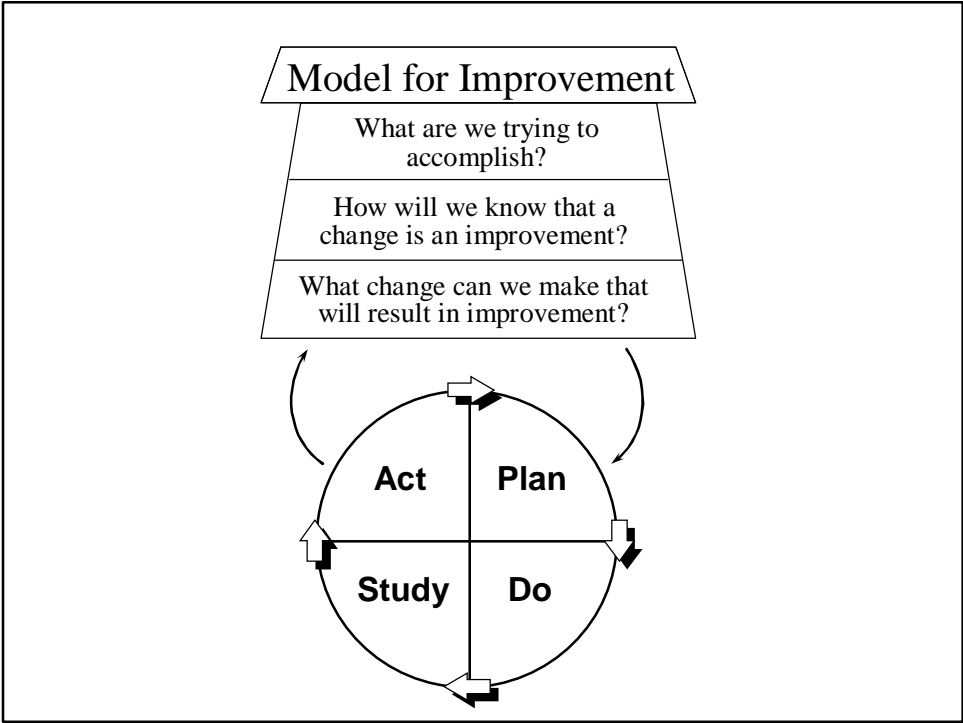 Model for Improvement
What are we trying to
accomplish?
How will we know that a
change is an improvement?
What change can we make that
will result in improvement?
Act
Plan
Study
Do